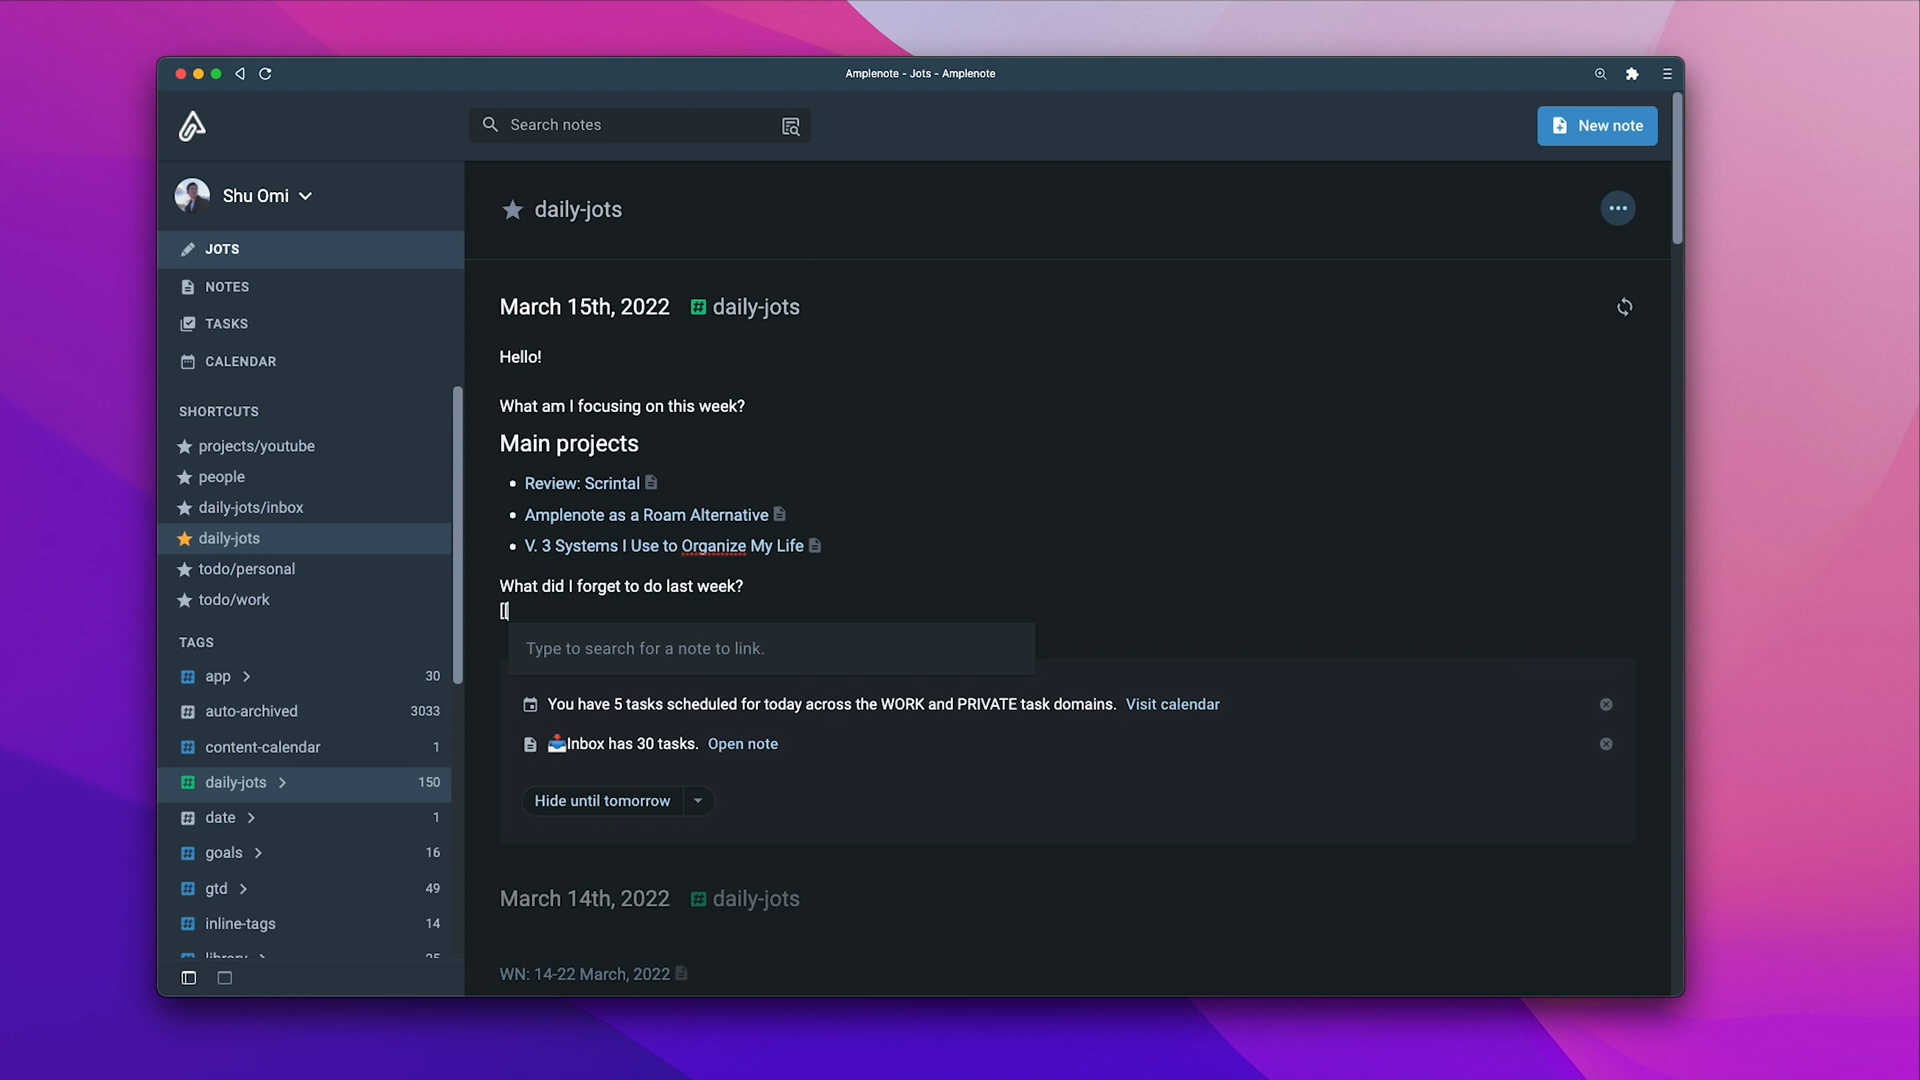 Amplenote - Jots - Amplenote
Search notes
New note
Shu Omi
JOTS
NOTES
TASKS
CALENDAR
SHORTCUTS
projects/youtube
people
daily-jots/inbox
daily-jots
todo/personal
todo/work
TAGS
app 30
auto-archived 3033
content-calendar 1
daily-jots 150
date 1
goals 16
gtd 49
inline-tags 14
library 25
daily-jots
March 15th, 2022 # daily-jots
Hello!
What am I focusing on this week?
Main projects
• Review: Scrintal
• Amplenote as a Roam Alternative
• V. 3 Systems I Use to Organize My Life
What did I forget to do last week?
[[
Type to search for a note to link.
You have 5 tasks scheduled for today across the WORK and PRIVATE task domains. Visit calendar
📥Inbox has 30 tasks. Open note
Hide until tomorrow
March 14th, 2022 # daily-jots
WN: 14-22 March, 2022